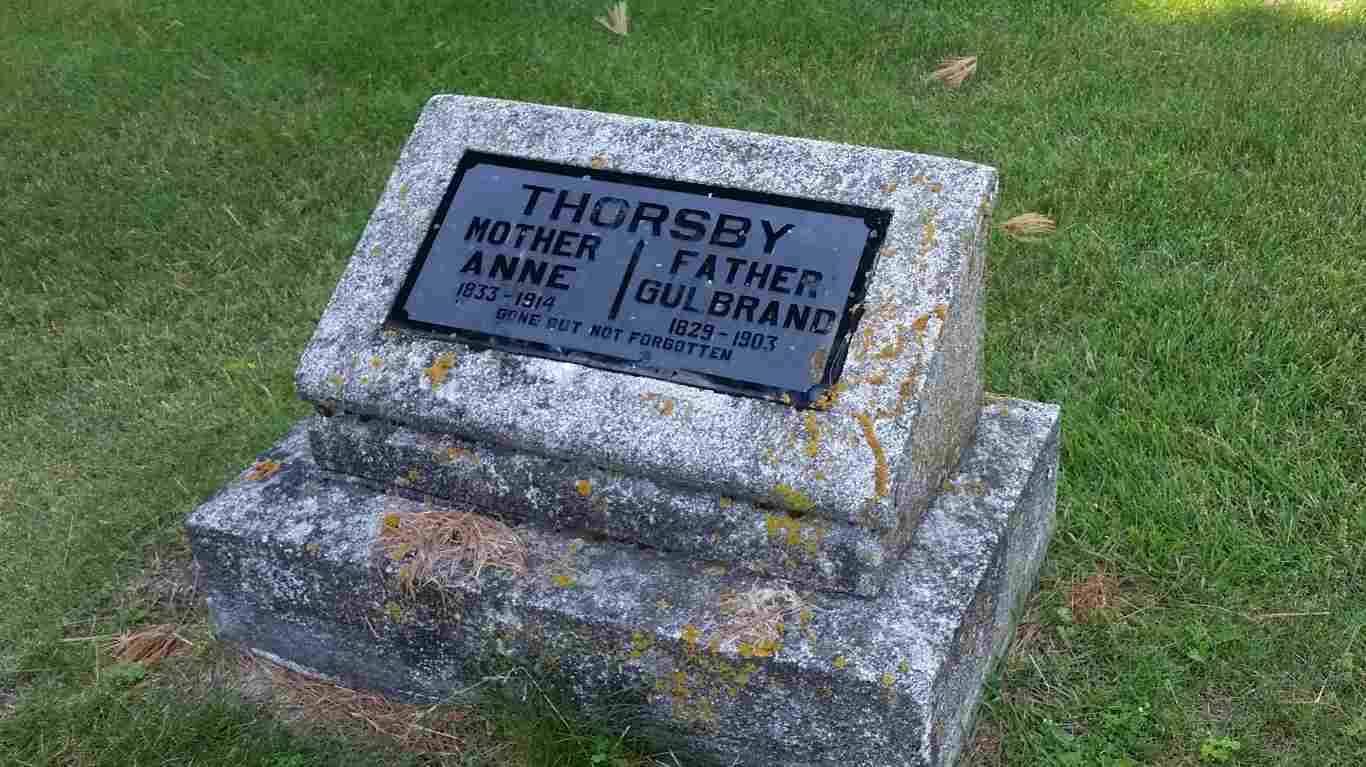 THORSBY
MOTHER
ANNE
1833-1914
FATHER
GULBRAND
1829-1903
GONE BUT NOT FORGOTTEN